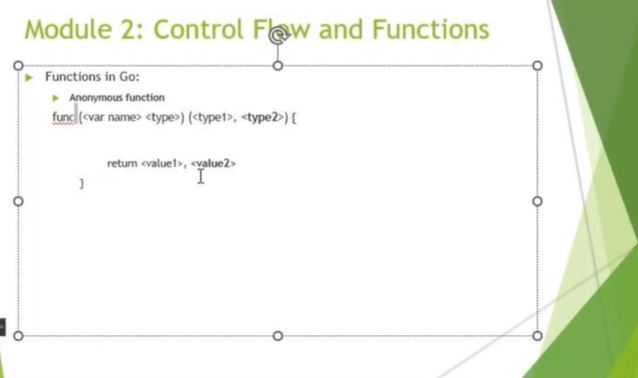 Module 2: Control Flow and Functions
Functions in Go:
Anonymous function
func (<var name> <type>) (<type1>, <type2>) {
return <value1>, <value2>
}